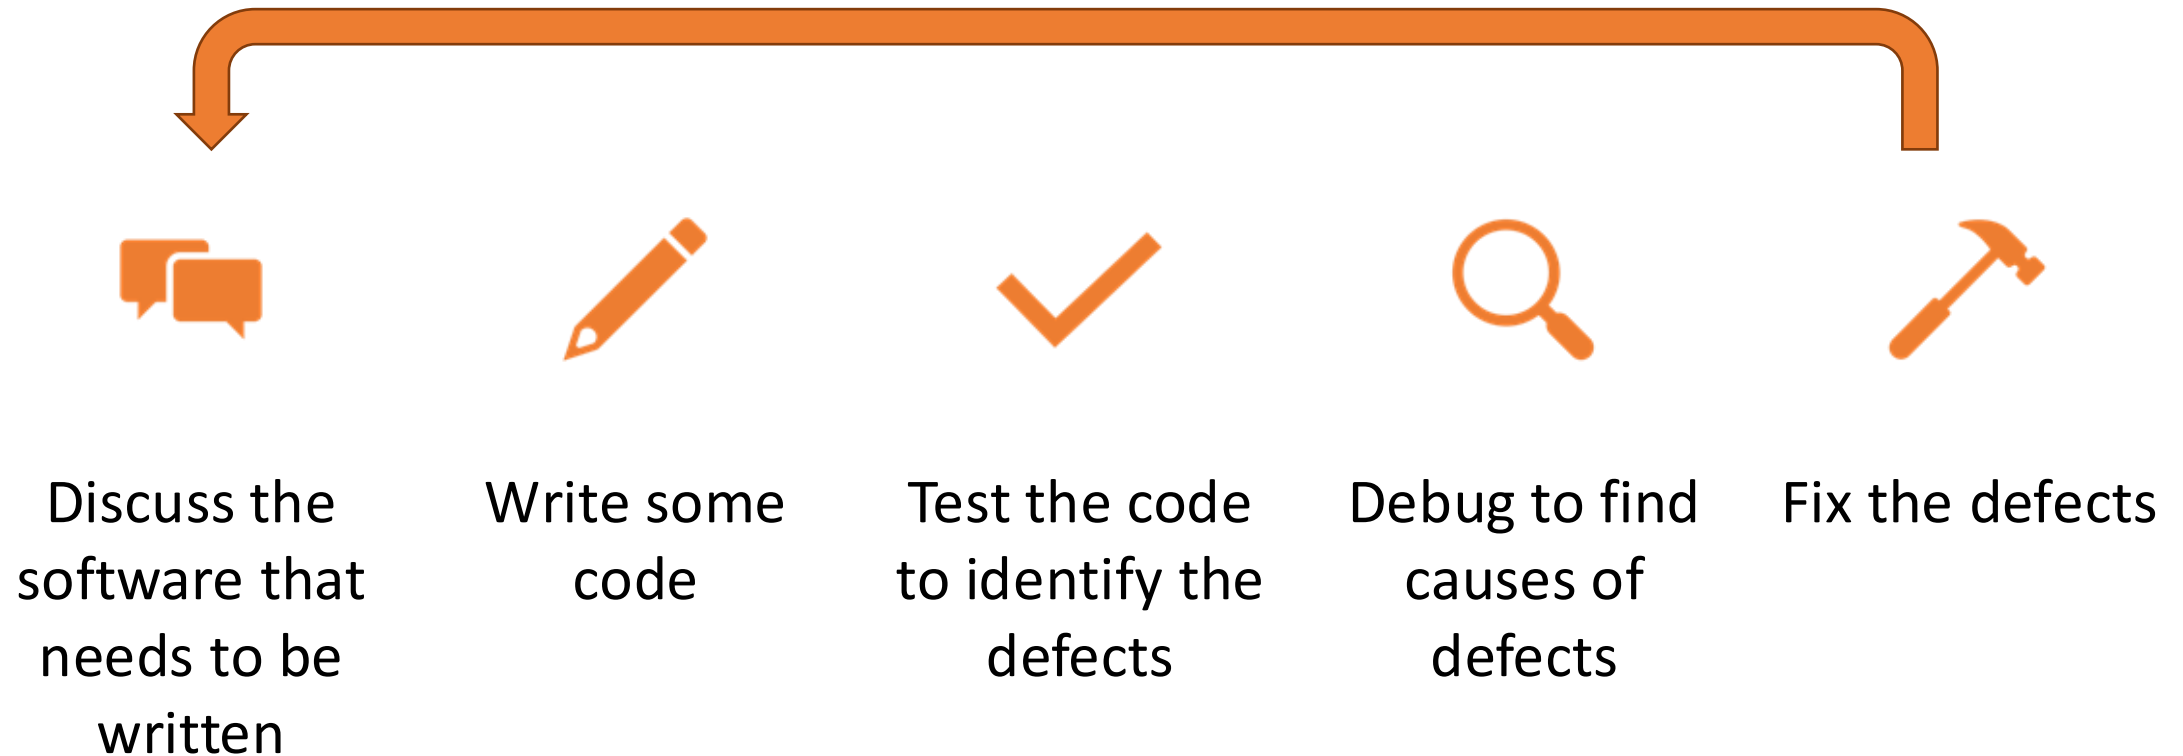 Discuss the
software that
needs to be
written
Write some
code
Test the code
to identify the
defects
Debug to find
causes of
defects
Fix the defects